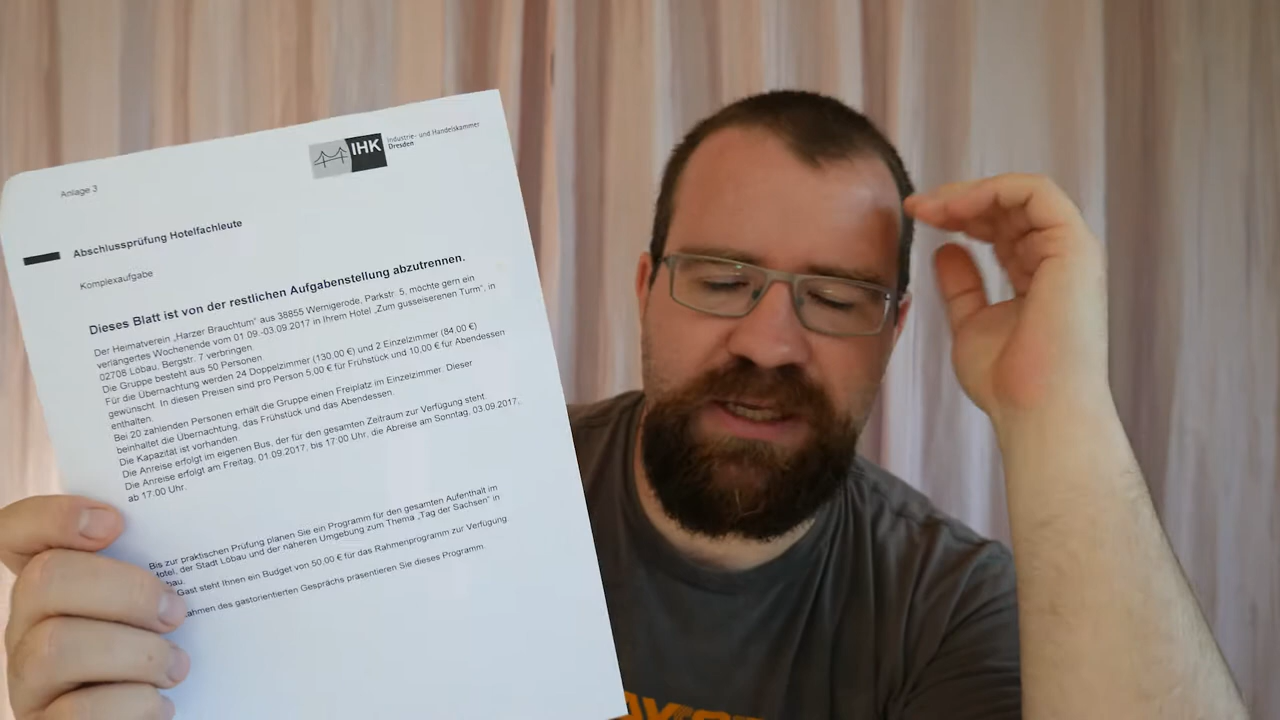 IHK
Industrie- und Handelskammer
Dresden
Anlage 3
Abschlussprüfung Hotelfachleute
Komplexaufgabe
Dieses Blatt ist von der restlichen Aufgabenstellung abzutrennen.
Der Heimatverein „Harzer Brauchtum“ aus 38855 Wernigerode, Parkstr. 5, möchte gern ein
verlängertes Wochenende vom 01.09.-03.09.2017 in Ihrem Hotel „Zum gusseiserenen Turm“, in
02708 Löbau, Bergstr. 7 verbringen.
Die Gruppe besteht aus 50 Personen.
Für die Übernachtung werden 24 Doppelzimmer (130.00 €) und 2 Einzelzimmer (84.00 €)
gewünscht. In diesen Preisen sind pro Person 5,00 € für Frühstück und 10,00 € für Abendessen
enthalten.
Bei 20 zahlenden Personen erhält die Gruppe einen Freiplatz im Einzelzimmer. Dieser
beinhaltet die Übernachtung, das Frühstück und das Abendessen.
Die Kapazität ist vorhanden.
Die Anreise erfolgt im eigenen Bus, der für den gesamten Zeitraum zur Verfügung steht.
Die Anreise erfolgt am Freitag, 01.09.2017, bis 17:00 Uhr, die Abreise am Sonntag, 03.09.2017,
ab 17:00 Uhr.
Bis zur praktischen Prüfung planen Sie ein Programm für den gesamten Aufenthalt im
Hotel, der Stadt Löbau und der näheren Umgebung zum Thema „Tag der Sachsen“ in
bau.
Gast steht Ihnen ein Budget von 50,00 € für das Rahmenprogramm zur Verfügung
ahmen des gastorientierten Gesprächs präsentieren Sie dieses Programm.